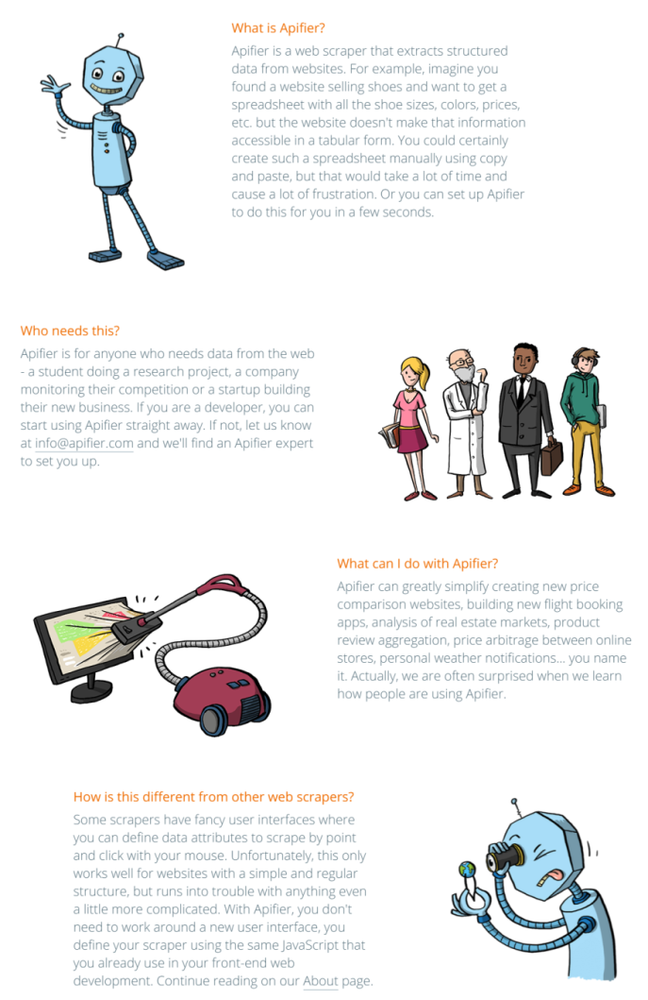 What is Apifier?
Apifier is a web scraper that extracts structured
data from websites. For example, imagine you
found a website selling shoes and want to get a
spreadsheet with all the shoe sizes, colors, prices,
etc. but the website doesn't make that information
accessible in a tabular form. You could certainly
create such a spreadsheet manually using copy
and paste, but that would take a lot of time and
cause a lot of frustration. Or you can set up Apifier
to do this for you in a few seconds.
Who needs this?
Apifier is for anyone who needs data from the web
- a student doing a research project, a company
monitoring their competition or a startup building
their new business. If you are a developer, you can
start using Apifier straight away. If not, let us know
at info@apifier.com and we'll find an Apifier expert
to set you up.
What can I do with Apifier?
Apifier can greatly simplify creating new price
comparison websites, building new flight booking
apps, analysis of real estate markets, product
review aggregation, price arbitrage between online
stores, personal weather notifications... you name
it. Actually, we are often surprised when we learn
how people are using Apifier.
How is this different from other web scrapers?
Some scrapers have fancy user interfaces where
you can define data attributes to scrape by point
and click with your mouse. Unfortunately, this only
works well for websites with a simple and regular
structure, but runs into trouble with anything even
a little more complicated. With Apifier, you don't
need to work around a new user interface, you
define your scraper using the same JavaScript that
you already use in your front-end web
development. Continue reading on our About page.